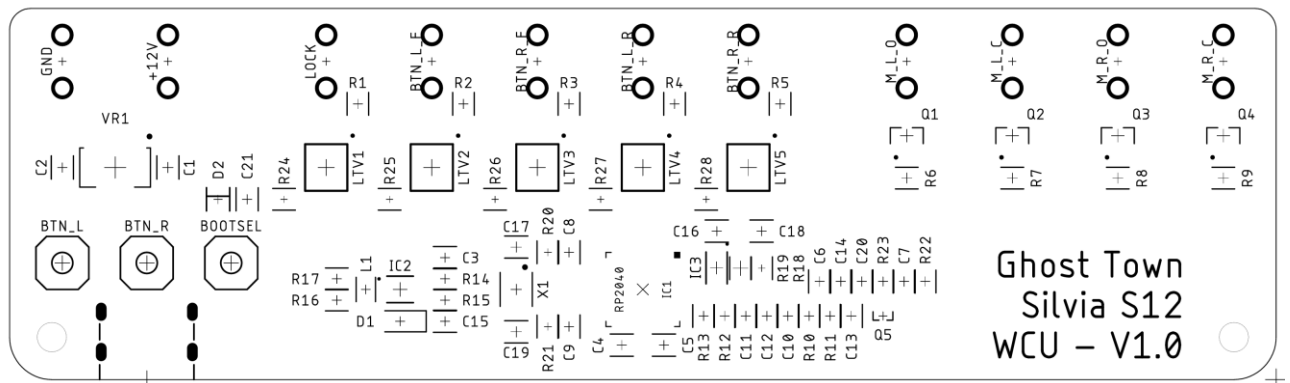 GND
+12V
LOCK
BTN_L_F
BTN_R_F
BTN_L_R
BTN_R_R
M_L_O
M_L_C
M_R_O
M_R_C
R1
R2
R3
R4
R5
VR1
Q1
Q2
Q3
Q4
C2
C1
D2
C21
R24
LTV1
R25
LTV2
R26
LTV3
R27
LTV4
R28
LTV5
R6
R7
R8
R9
BTN_L
BTN_R
BOOTSEL
C17
R20
C8
C16
C18
R17
R16
L1
IC2
D1
C3
R14
R15
C15
X1
C19
R21
C9
RP2040
IC1
C4
C5
IC3
R19
R18
C6
C14
C20
R23
C7
R22
R13
R12
C11
C12
C10
R10
R11
C13
Q5
Ghost Town
Silvia S12
WCU – V1.0